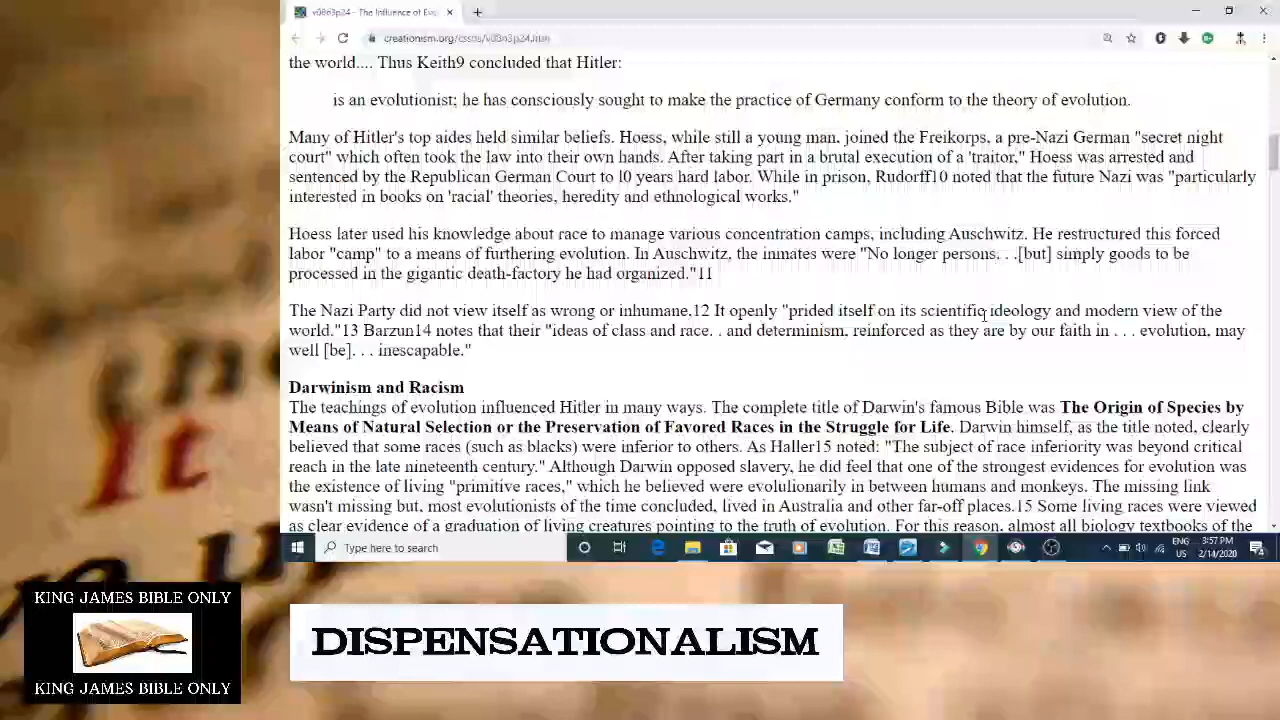 v08n3p24 - The Influence of Evo
creationism.org/csshs/v08n3p24.htm
the world.... Thus Keith9 concluded that Hitler:
is an evolutionist; he has consciously sought to make the practice of Germany conform to the theory of evolution.
Many of Hitler's top aides held similar beliefs. Hoess, while still a young man, joined the Freikorps, a pre-Nazi German "secret night
court" which often took the law into their own hands. After taking part in a brutal execution of a 'traitor," Hoess was arrested and
sentenced by the Republican German Court to l0 years hard labor. While in prison, Rudorff10 noted that the future Nazi was "particularly
interested in books on 'racial' theories, heredity and ethnological works."
Hoess later used his knowledge about race to manage various concentration camps, including Auschwitz. He restructured this forced
labor "camp" to a means of furthering evolution. In Auschwitz, the inmates were "No longer persons. . .[but] simply goods to be
processed in the gigantic death-factory he had organized."11
The Nazi Party did not view itself as wrong or inhumane.12 It openly "prided itself on its scientific ideology and modern view of the
world."13 Barzun14 notes that their "ideas of class and race. . and determinism, reinforced as they are by our faith in . . . evolution, may
well [be]. . . inescapable."
Darwinism and Racism
The teachings of evolution influenced Hitler in many ways. The complete title of Darwin's famous Bible was The Origin of Species by
Means of Natural Selection or the Preservation of Favored Races in the Struggle for Life. Darwin himself, as the title noted, clearly
believed that some races (such as blacks) were inferior to others. As Haller15 noted: "The subject of race inferiority was beyond critical
reach in the late nineteenth century." Although Darwin opposed slavery, he did feel that one of the strongest evidences for evolution was
the existence of living "primitive races," which he believed were evolulionarily in between humans and monkeys. The missing link
wasn't missing but, most evolutionists of the time concluded, lived in Australia and other far-off places.15 Some living races were viewed
as clear evidence of a graduation of living creatures pointing to the truth of evolution. For this reason, almost all biology textbooks of the
Type here to search
ENG
US
3:57 PM
2/14/2020
the
It
KING JAMES BIBLE ONLY
KING JAMES BIBLE ONLY
DISPENSATIONALISM